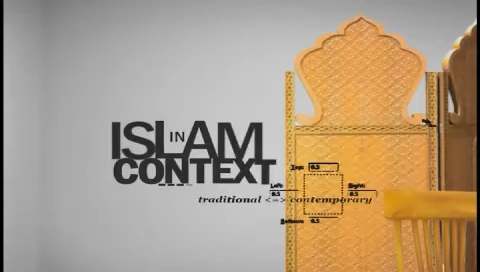 ISLAM
IN
CONTEXT
Top: 0.5
Left: Right:
0.5 0.5
traditional <=> contemporary
Bottom: 0.5